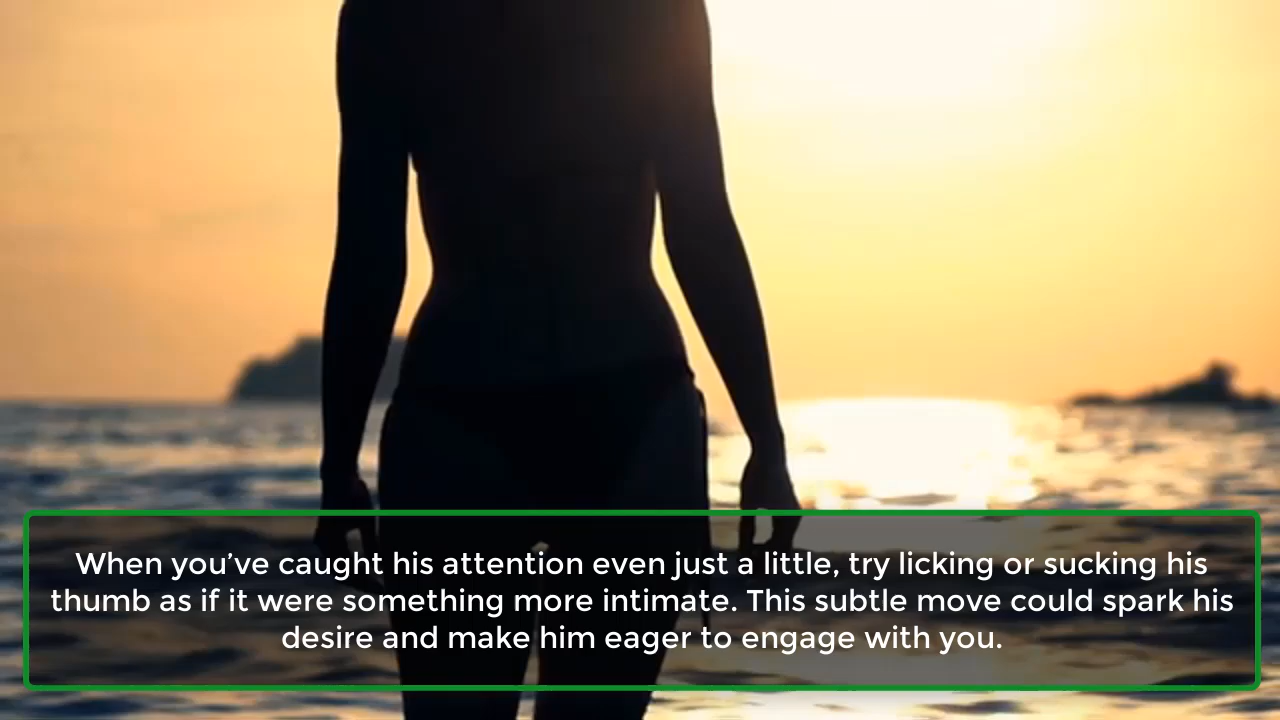 When you’ve caught his attention even just a little, try licking or sucking his
thumb as if it were something more intimate. This subtle move could spark his
desire and make him eager to engage with you.